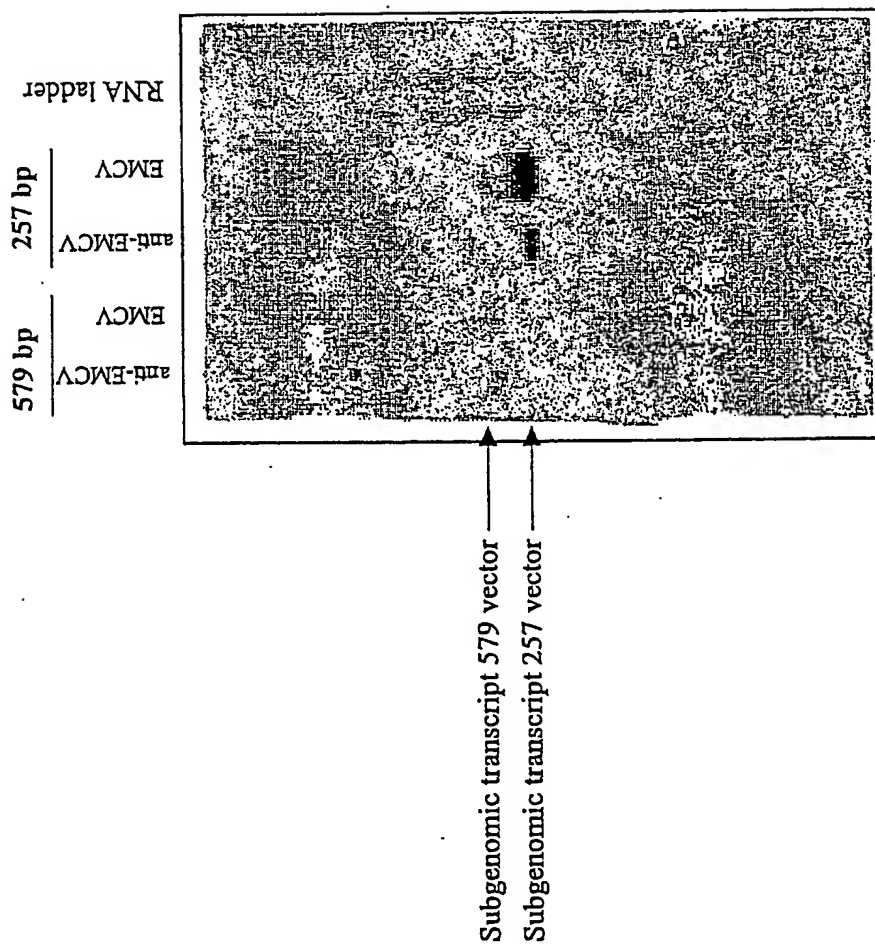 579 bp
257 bp
anti-EMCV
EMCV
anti-EMCV
EMCV
RNA ladder
Subgenomic transcript 579 vector
Subgenomic transcript 257 vector